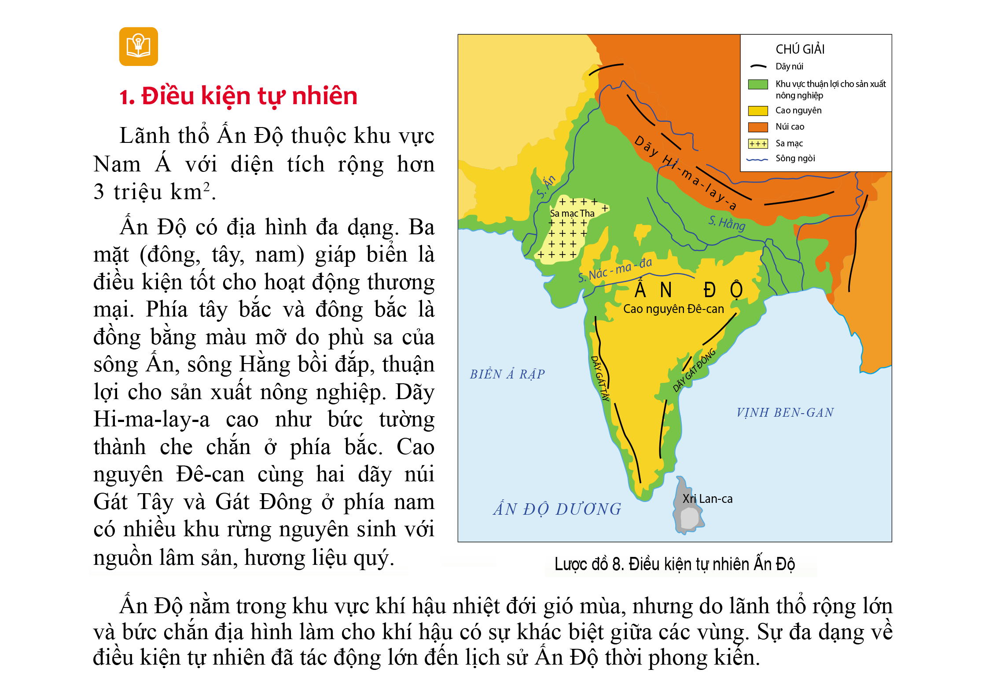 1. Điều kiện tự nhiên
Lãnh thổ Ấn Độ thuộc khu vực
Nam Á với diện tích rộng hơn
3 triệu km².
Ấn Độ có địa hình đa dạng. Ba
mặt (đông, tây, nam) giáp biển là
điều kiện tốt cho hoạt động thương
mại. Phía tây bắc và đông bắc là
đồng bằng màu mỡ do phù sa của
sông Ấn, sông Hằng bồi đắp, thuận
lợi cho sản xuất nông nghiệp. Dãy
Hi-ma-lay-a cao như bức tường
thành che chắn ở phía bắc. Cao
nguyên Đê-can cùng hai dãy núi
Gát Tây và Gát Đông ở phía nam
có nhiều khu rừng nguyên sinh với
nguồn lâm sản, hương liệu quý.
CHÚ GIẢI
Dãy núi
Khu vực thuận lợi cho sản xuất
nông nghiệp
Cao nguyên
Núi cao
+++ Sa mạc
Sông ngòi
Dãy Hi-ma-lay-a
S. Ấn
Sa mạc Tha
S. Hằng
S. Nác-ma-đa
ẤN ĐỘ
Cao nguyên Đê-can
DÃY GÁT TÂY
DÃY GÁT ĐÔNG
BIỂN Ả RẬP
VỊNH BEN-GAN
Xri Lan-ca
ẤN ĐỘ DƯƠNG
Lược đồ 8. Điều kiện tự nhiên Ấn Độ
Ấn Độ nằm trong khu vực khí hậu nhiệt đới gió mùa, nhưng do lãnh thổ rộng lớn
và bức chắn địa hình làm cho khí hậu có sự khác biệt giữa các vùng. Sự đa dạng về
điều kiện tự nhiên đã tác động lớn đến lịch sử Ấn Độ thời phong kiến.